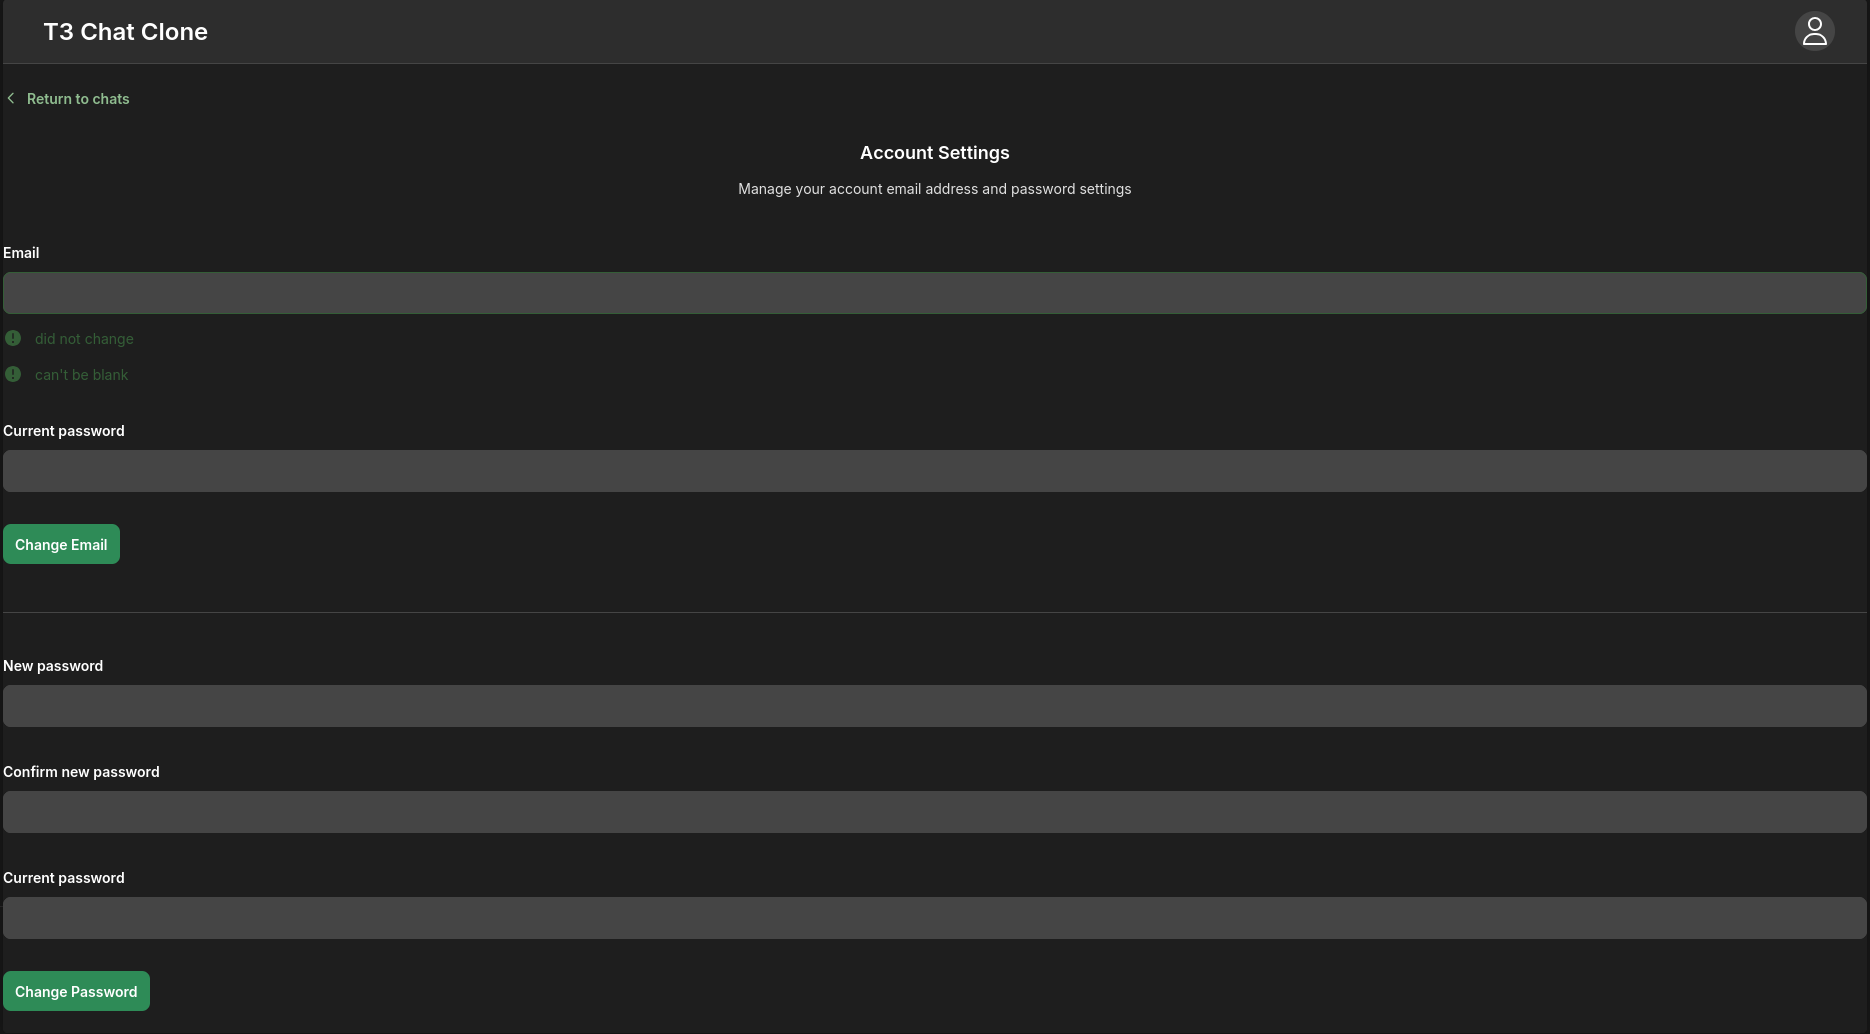 T3 Chat Clone
Return to chats
Account Settings
Manage your account email address and password settings
Email
did not change
can't be blank
Current password
Change Email
New password
Confirm new password
Current password
Change Password